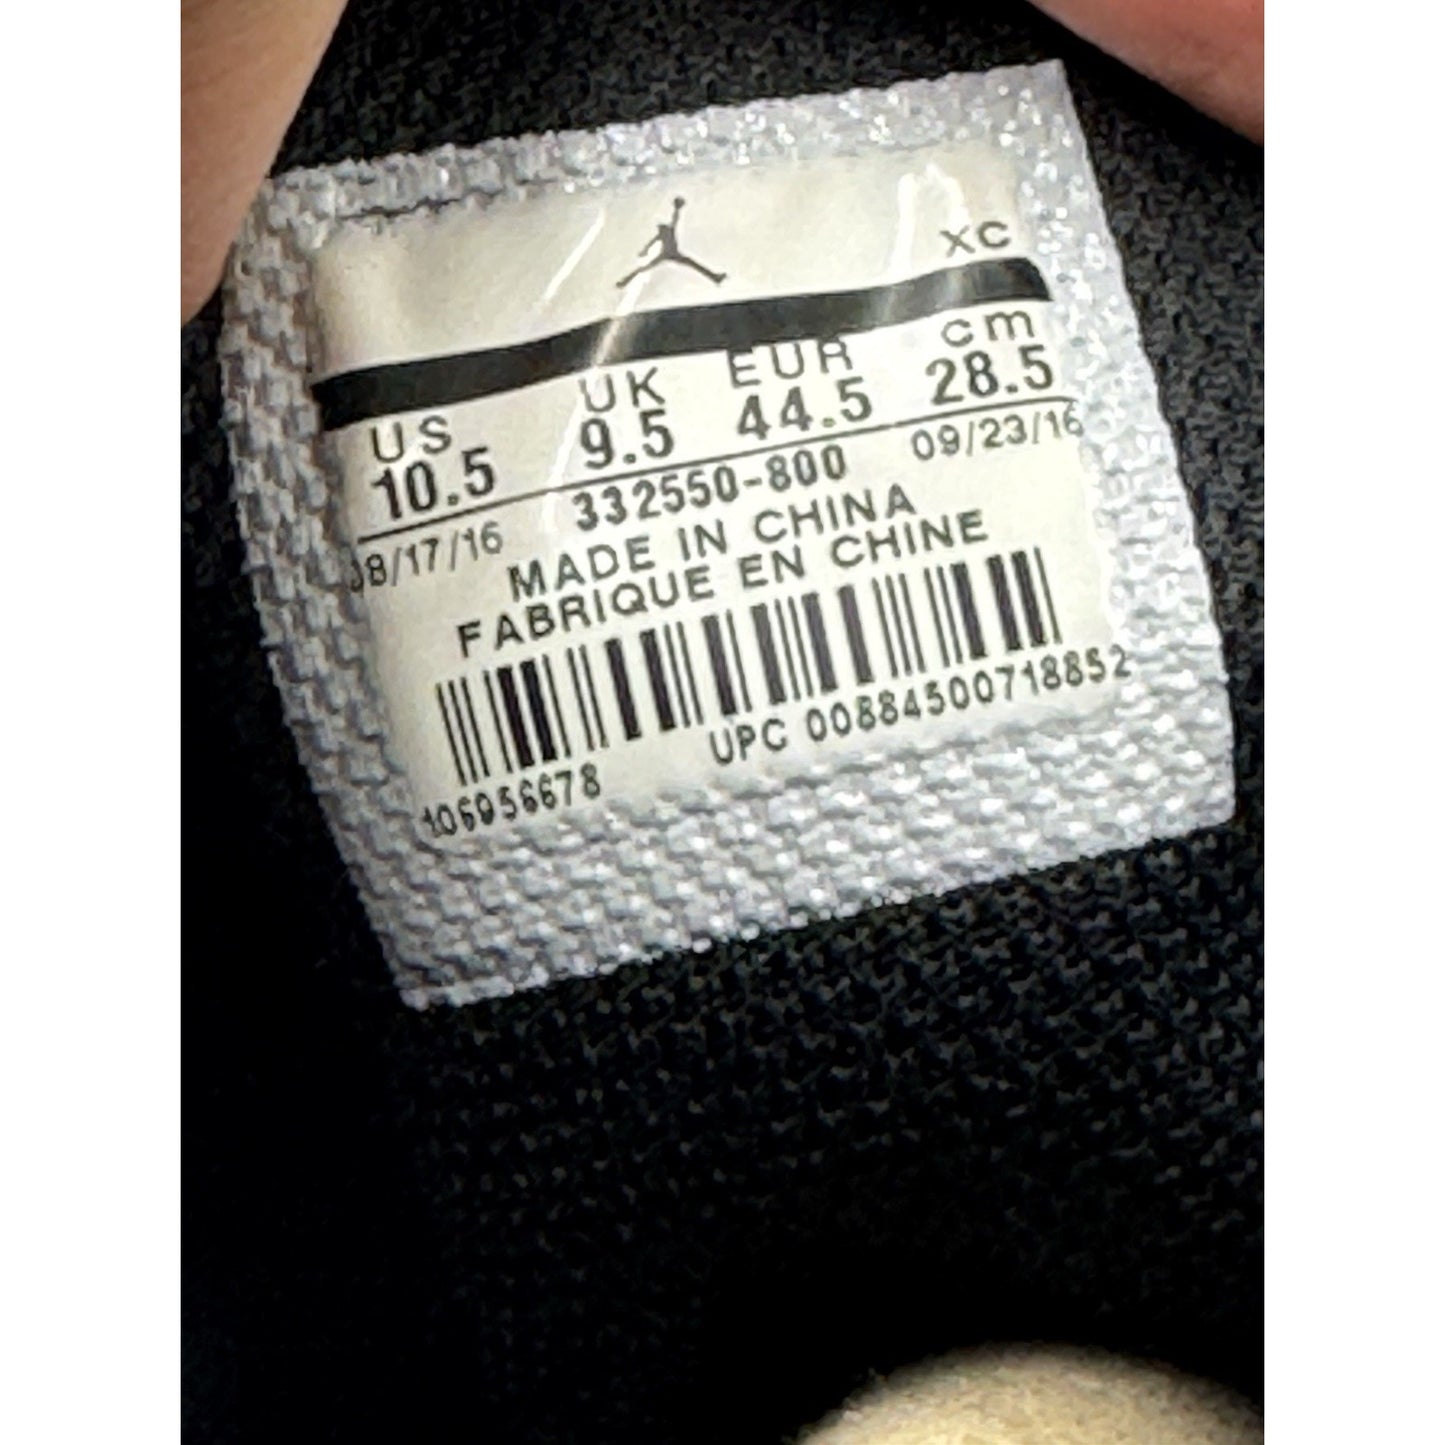 XC
US UK EUR cm
10.5 9.5 44.5 28.5
08/17/16 332550-800 09/23/16
MADE IN CHINA
FABRIQUE EN CHINE
UPC 00884500718852
106956678